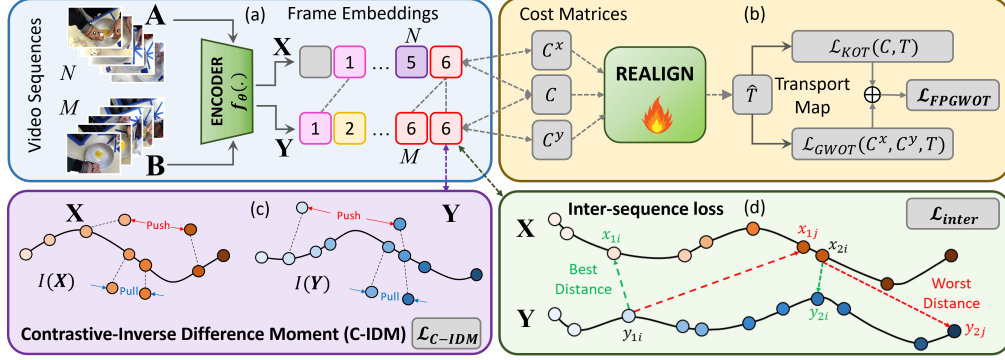 Video Sequences
N
M
A
B
(a)
ENCODER
f_θ(.)
Frame Embeddings
X
N
1 ... 5 6
Y
1 2 ... 6 6
M
Cost Matrices
(b)
C^x
C
C^y
REALIGN
T̂
Transport
Map
ℒ_KOT(C, T)
⊕
ℒ_FPGWOT
ℒ_GWOT(C^x, C^y, T)
(c)
X
Push
I(X)
Pull
Y
Push
I(Y)
Pull
Contrastive-Inverse Difference Moment (C-IDM)
ℒ_C-IDM
Inter-sequence loss
(d)
ℒ_inter
X
x_1i
x_1j
x_2i
Best
Distance
Worst
Distance
Y
y_1i
y_2i
y_2j